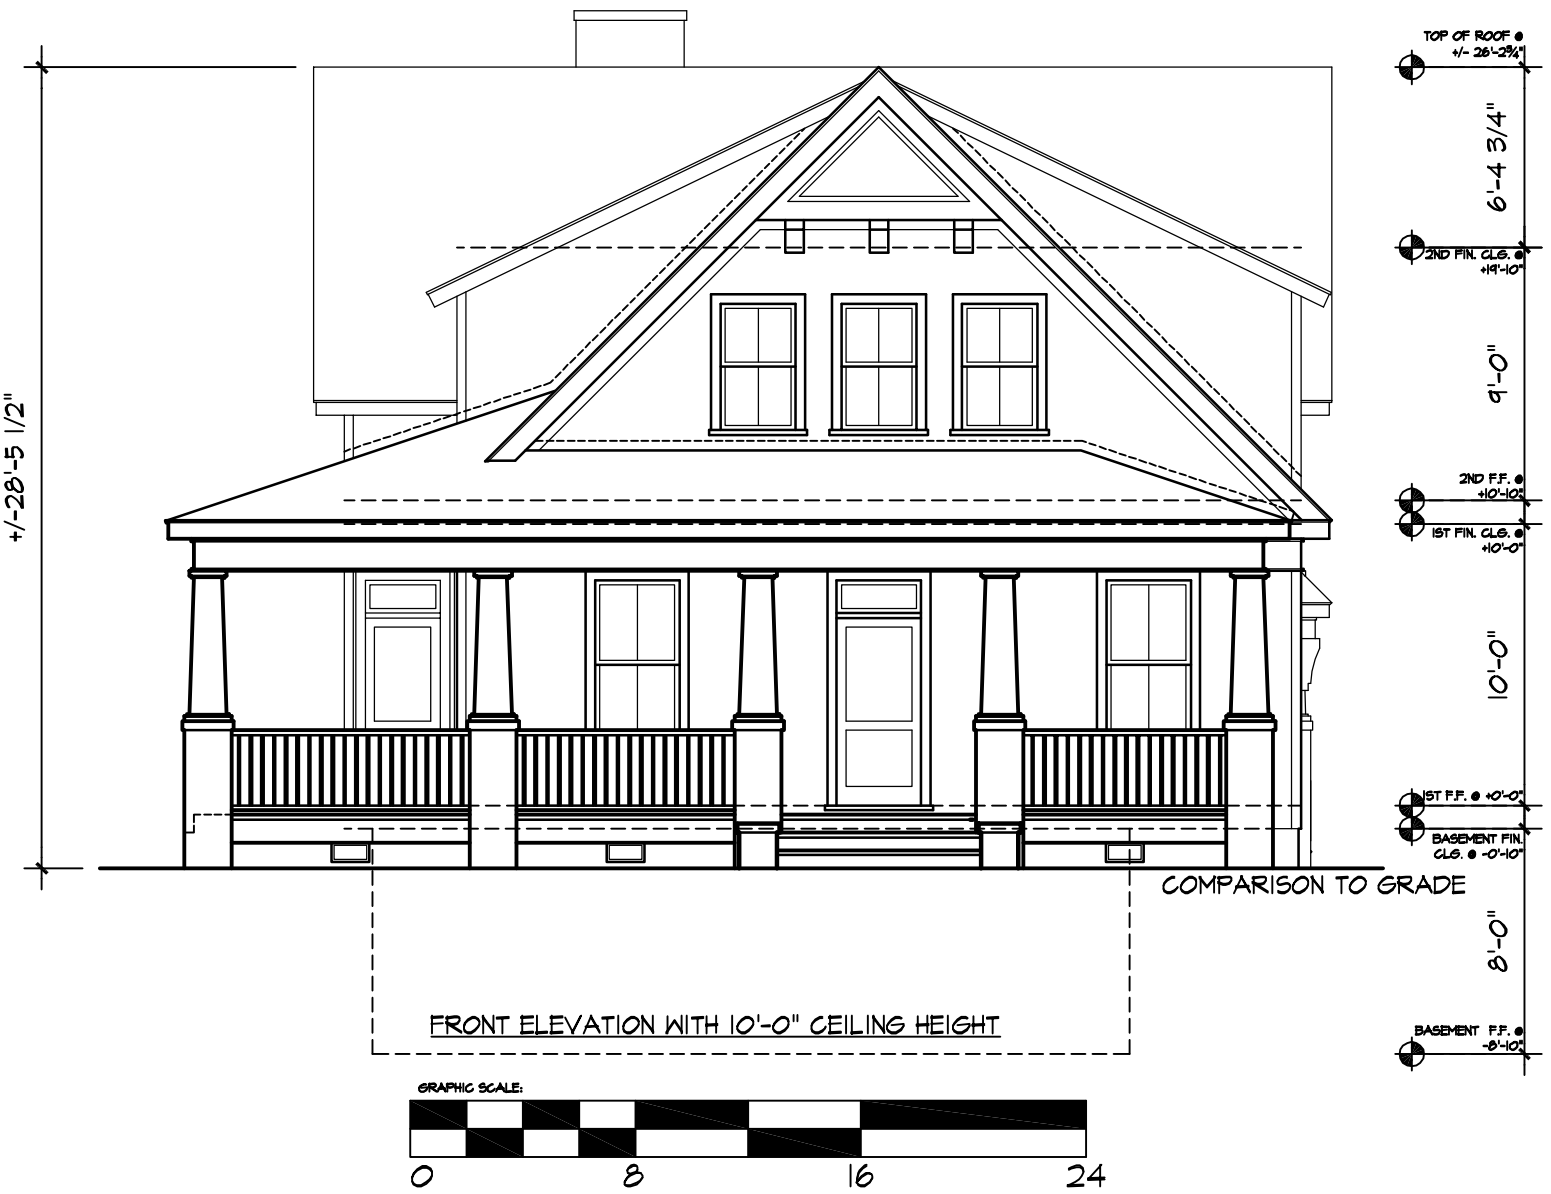 TOP OF ROOF @
+/- 26'-2¾"
6'-4 3/4"
2ND FIN. CLG. @
+19'-10"
9'-0"
+/-28'-5 1/2"
2ND F.F. @
+10'-10"
1ST FIN. CLG. @
+10'-0"
10'-0"
1ST F.F. @ +0'-0"
BASEMENT FIN.
CLG. @ -0'-10"
COMPARISON TO GRADE
8'-0"
FRONT ELEVATION WITH 10'-0" CEILING HEIGHT
BASEMENT F.F. @
-8'-10"
GRAPHIC SCALE:
0 8 16 24